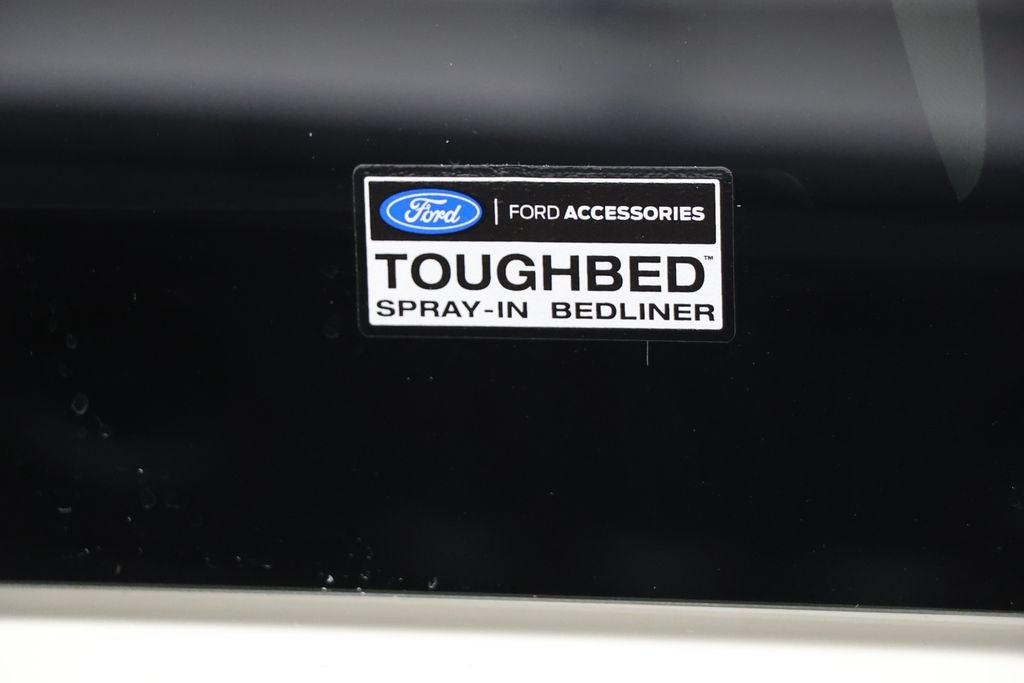 Ford | FORD ACCESSORIES
TOUGHBED™
SPRAY-IN BEDLINER